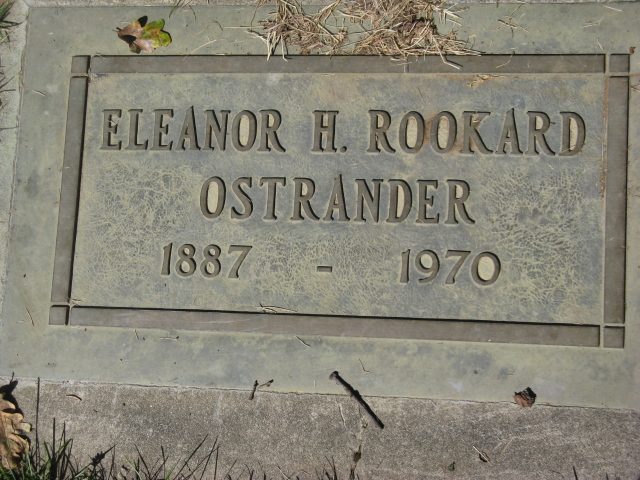 ELEANOR H. ROOKARD
OSTRANDER
1887 - 1970